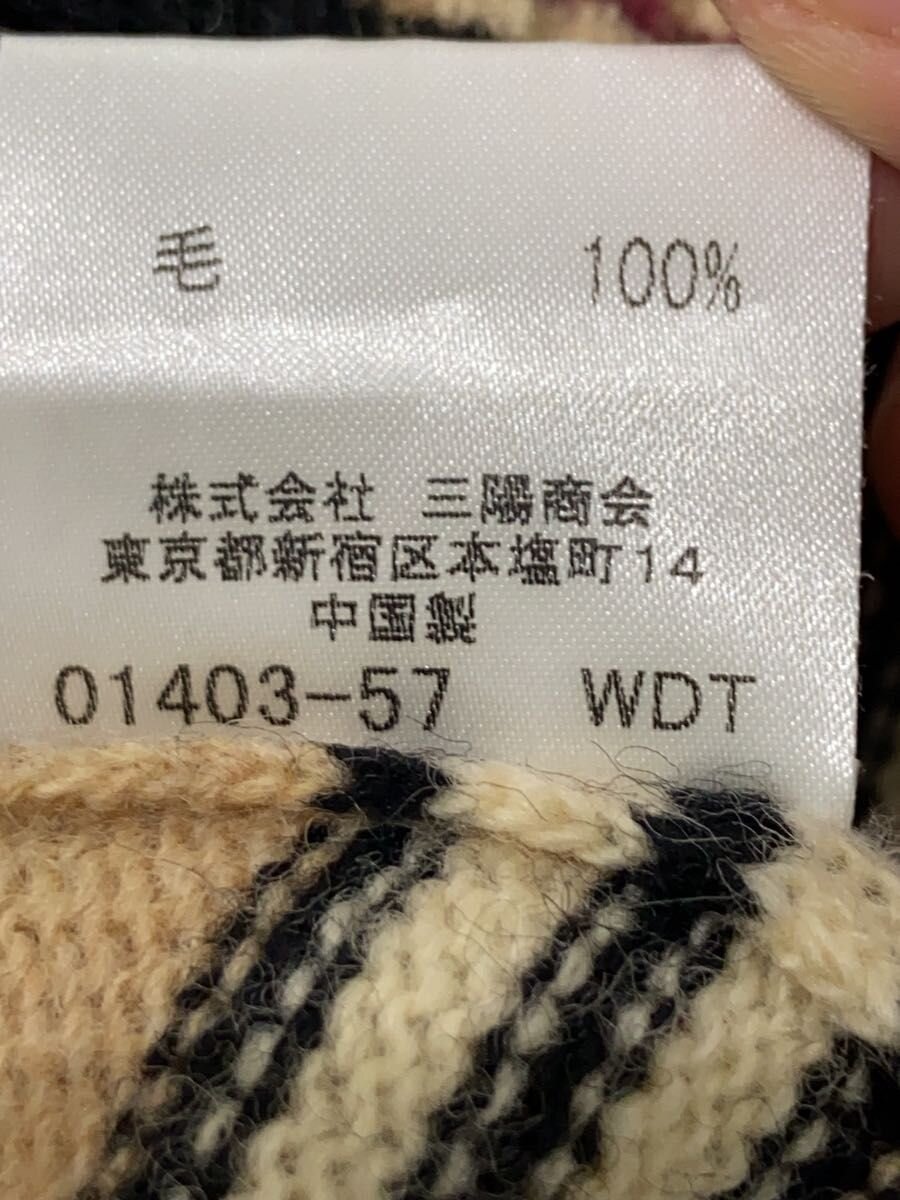 毛 100%
株式会社 三陽商会
東京都新宿区本塩町14
中国製
01403-57 WDT